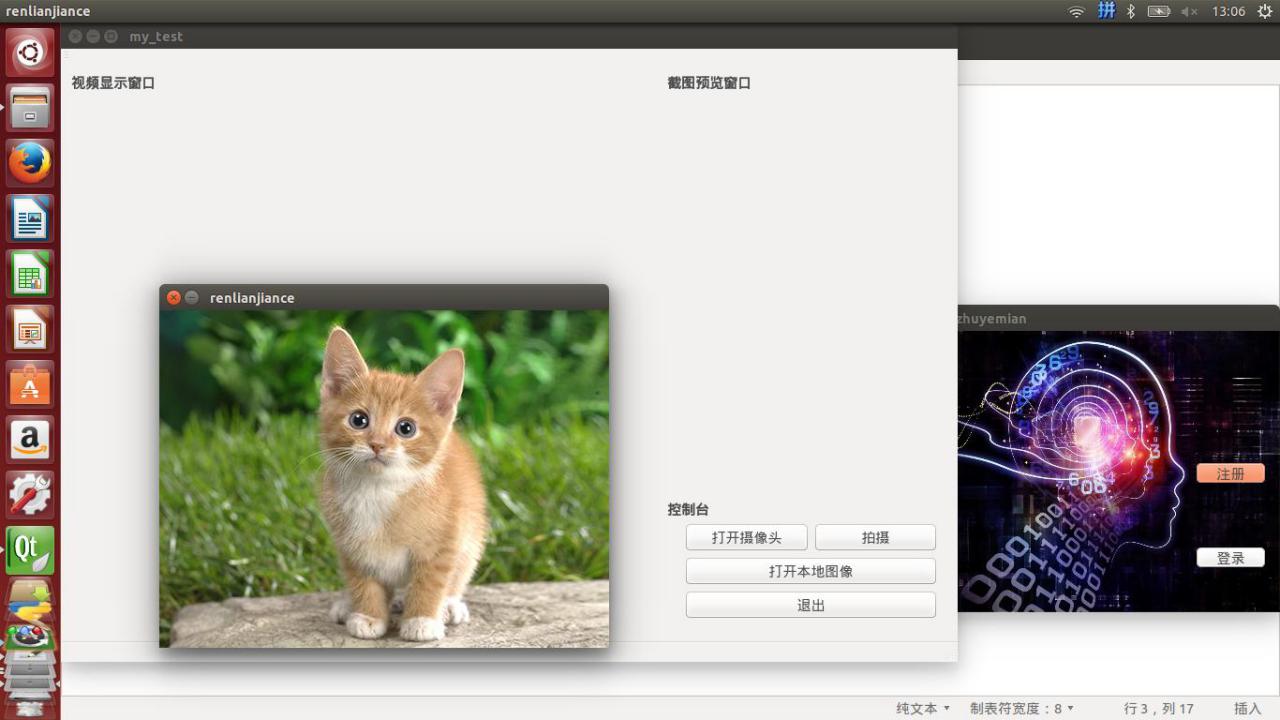 renlianjiance
拼
13:06
my_test
视频显示窗口
截图预览窗口
renlianjiance
zhuyemian
注册
登录
控制台
打开摄像头
拍摄
打开本地图像
退出
Qt
纯文本
制表符宽度：8
行 3，列 17
插入